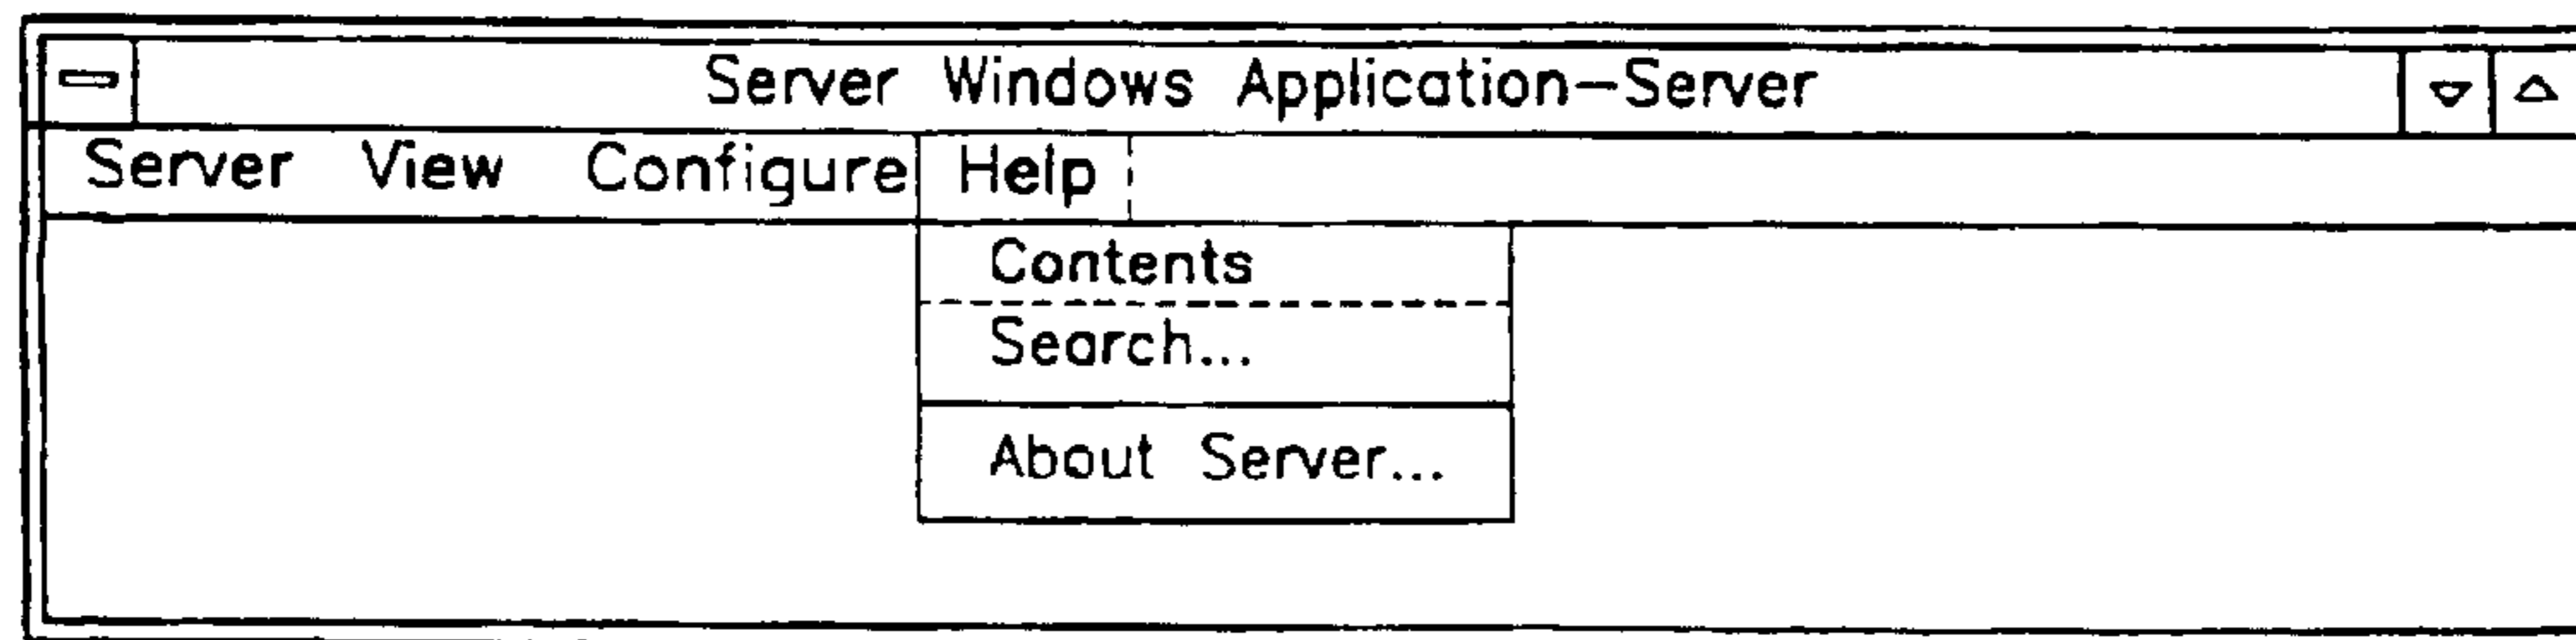 Server Windows Application–Server
Server View Configure Help
Contents
Search...
About Server...